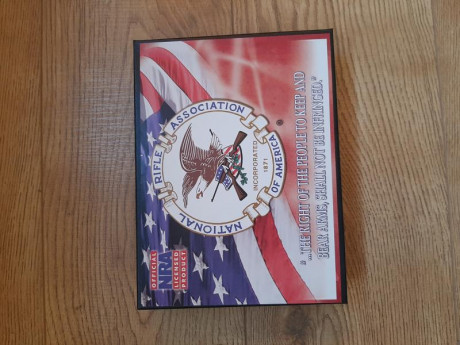 NATIONAL RIFLE ASSOCIATION OF AMERICA
INCORPORATED
1871
"...THE RIGHT OF THE PEOPLE TO KEEP AND
BEAR ARMS, SHALL NOT BE INFRINGED."
OFFICIAL
NRA
LICENSED
PRODUCT